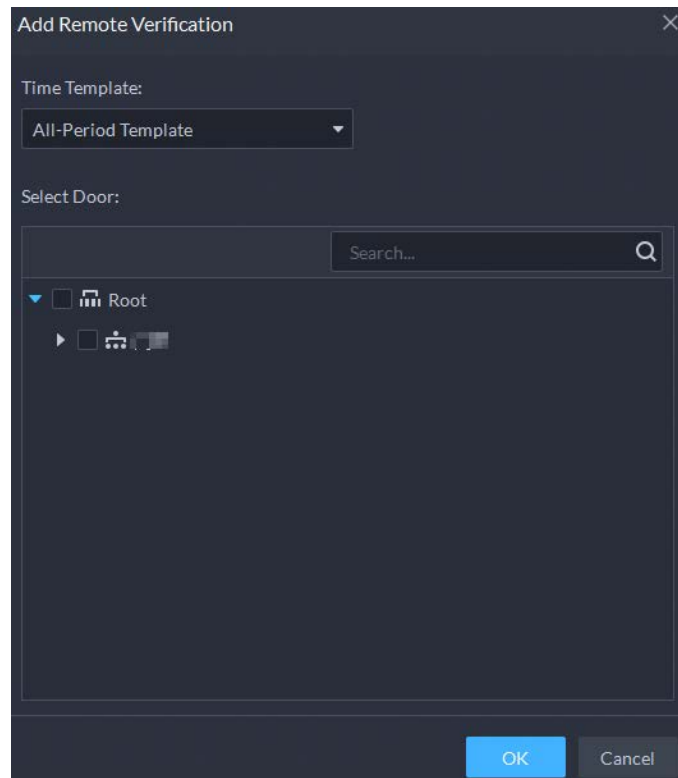 Add Remote Verification
Time Template:
All-Period Template
Select Door:
Search...
Root
OK
Cancel